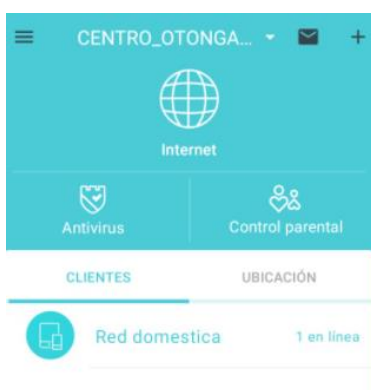 CENTRO_OTONGA...
Internet
Antivirus Control parental
CLIENTES UBICACIÓN
Red domestica 1 en línea